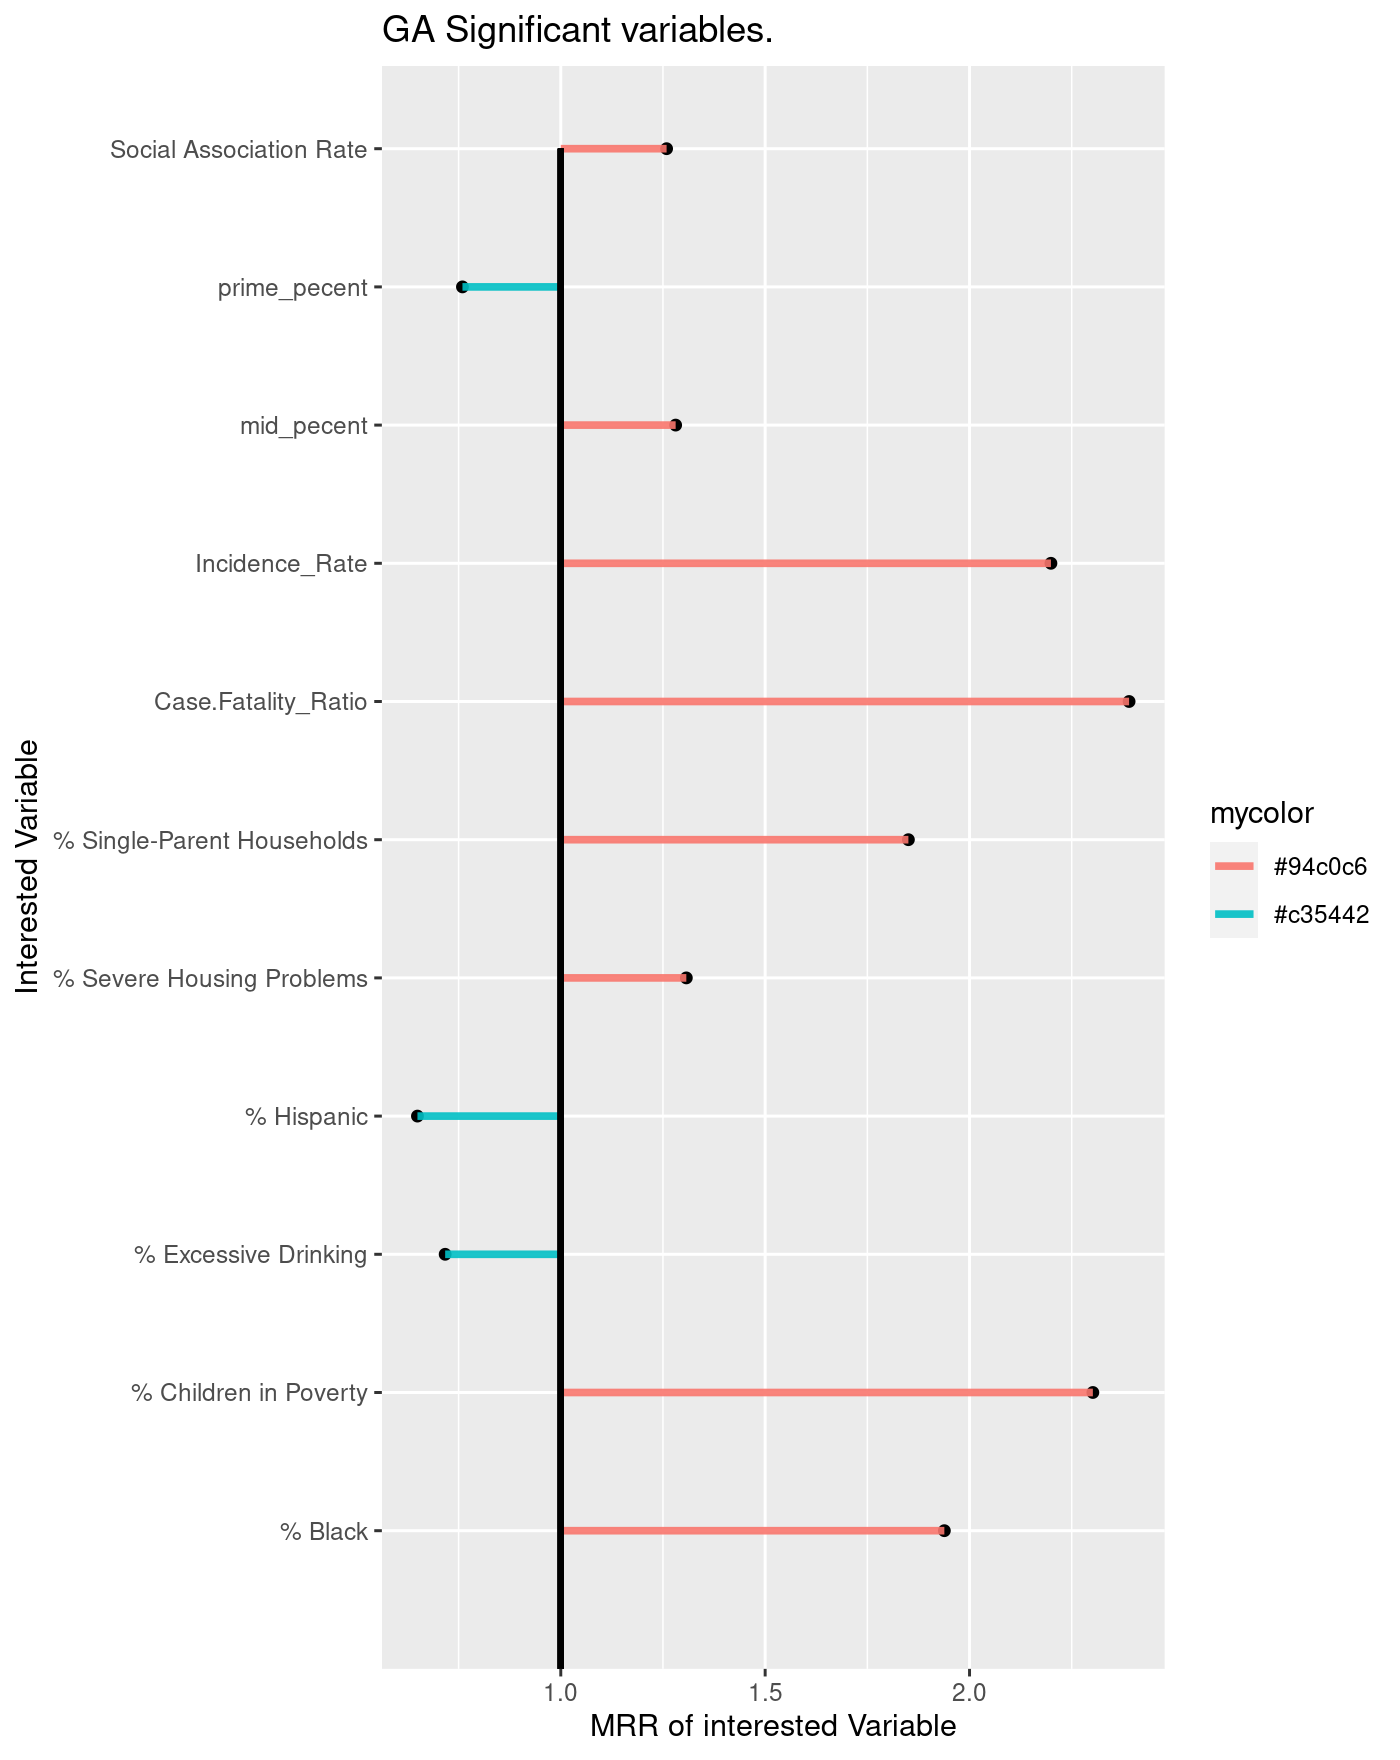 GA Significant variables.
Social Association Rate
prime_pecent
mid_pecent
Incidence_Rate
Case.Fatality_Ratio
% Single-Parent Households
% Severe Housing Problems
% Hispanic
% Excessive Drinking
% Children in Poverty
% Black
Interested Variable
1.0 1.5 2.0
MRR of interested Variable
mycolor
#94c0c6
#c35442